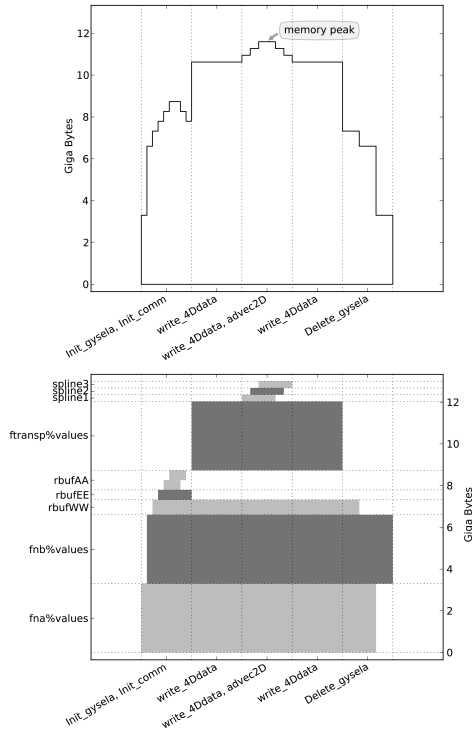 12
10
8
6
4
2
0
Giga Bytes
memory peak
Init_gysela, Init_comm
write_4Ddata
write_4Ddata, advec2D
write_4Ddata
Delete_gysela
spline3
spline2
spline1
ftransp%values
rbufAA
rbufEE
rbufWW
fnb%values
fna%values
12
10
8
6
4
2
0
Giga Bytes
Init_gysela, Init_comm
write_4Ddata
write_4Ddata, advec2D
write_4Ddata
Delete_gysela